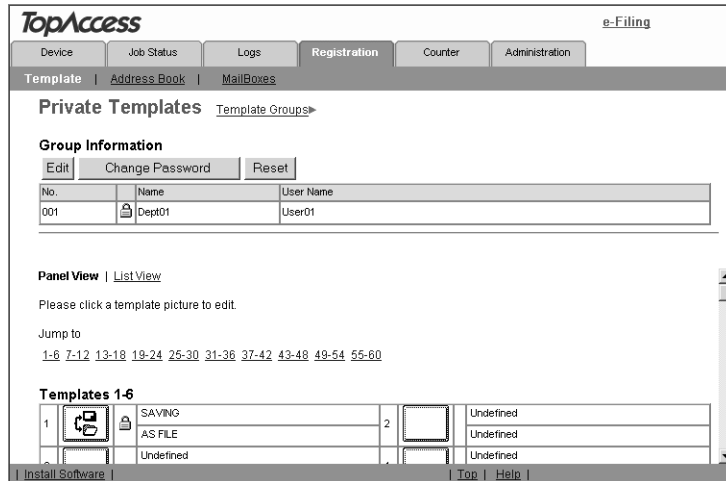 TopAccess e-Filing
Device Job Status Logs Registration Counter Administration
Template | Address Book | MailBoxes
Private Templates Template Groups
Group Information
Edit Change Password Reset
No. Name User Name
001 Dept01 User01
Panel View | List View
Please click a template picture to edit.
Jump to
1-6 7-12 13-18 19-24 25-30 31-36 37-42 43-48 49-54 55-60
Templates 1-6
1 SAVING 2 Undefined
AS FILE Undefined
Undefined Undefined
| Install Software | | Top | Help |